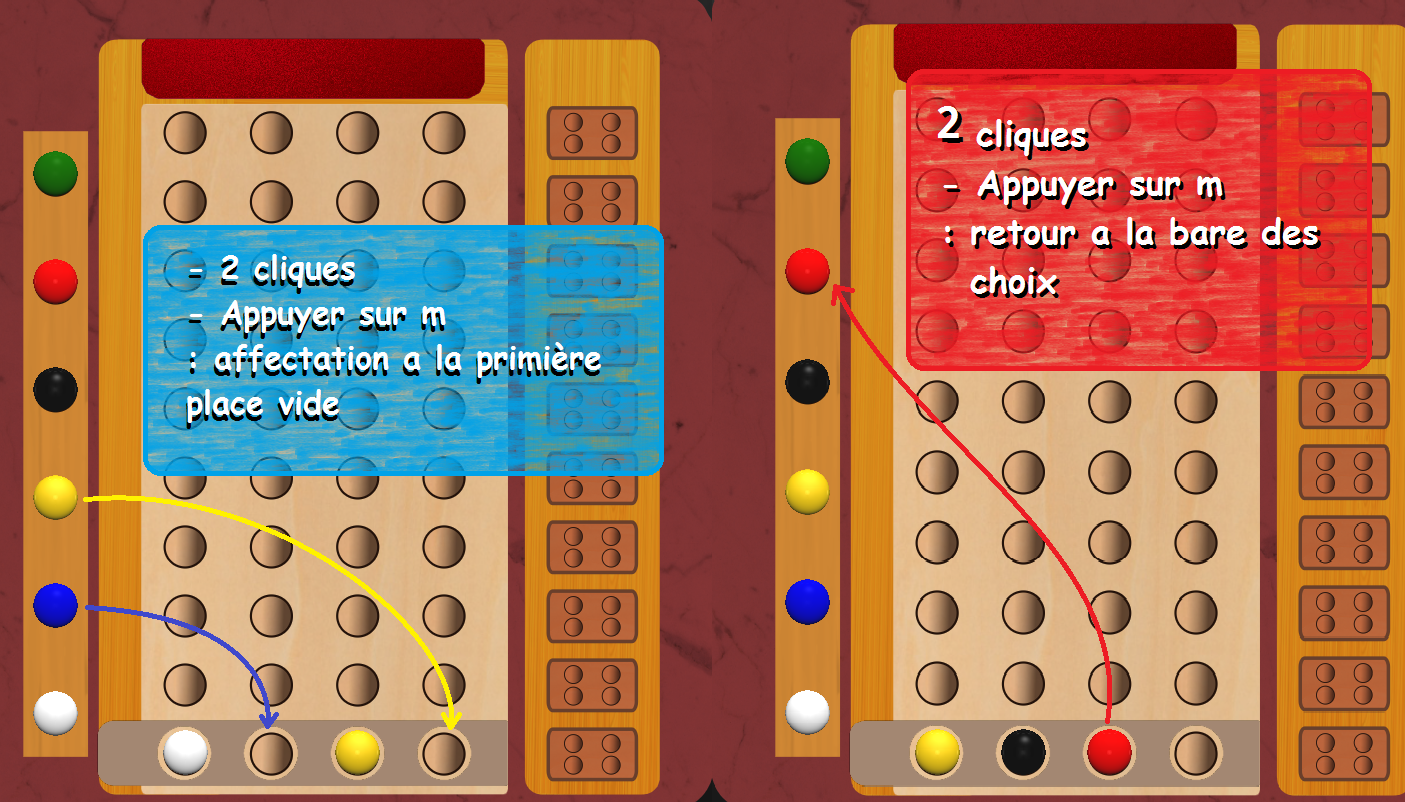 - 2 cliques
- Appuyer sur m
: affectation a la primière
place vide
2 cliques
- Appuyer sur m
: retour a la bare des
choix